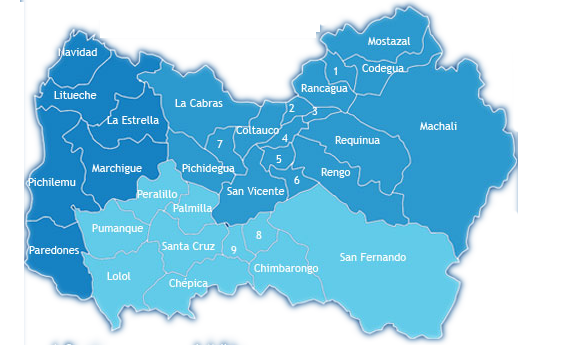 Mostazal
Navidad
Codegua
1
Rancagua
Litueche
La Cabras
2
3
La Estrella
Machali
Coltauco
4
Requinua
7
5
Marchigue
Pichidegua
Rengo
Pichilemu
6
Peralillo
San Vicente
Palmilla
Pumanque
8
Santa Cruz
9
Paredones
San Fernando
Chimbarongo
Lolol
Chépica